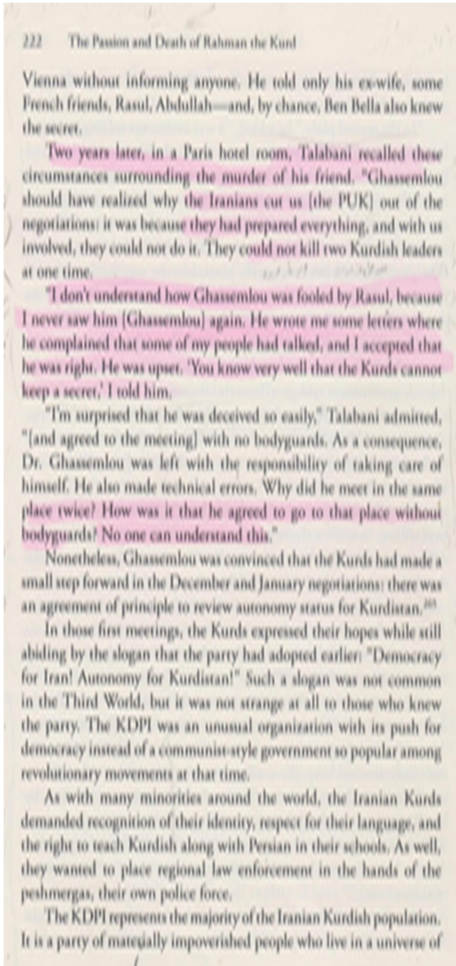 222 The Passion and Death of Rahman the Kurd
Vienna without informing anyone. He told only his ex-wife, some
French friends, Rasul, Abdullah—and, by chance, Ben Bella also knew
the secret.
Two years later, in a Paris hotel room, Talabani recalled these
circumstances surrounding the murder of his friend. "Ghassemlou
should have realized why the Iranians cut us [the PUK] out of the
negotiations: it was because they had prepared everything, and with us
involved, they could not do it. They could not kill two Kurdish leaders
at one time.
"I don't understand how Ghassemlou was fooled by Rasul, because
I never saw him [Ghassemlou] again. He wrote me some letters where
he complained that some of my people had talked, and I accepted that
he was right. He was upset. 'You know very well that the Kurds cannot
keep a secret,' I told him.
"I'm surprised that he was deceived so easily," Talabani admitted,
"[and agreed to the meeting] with no bodyguards. As a consequence,
Dr. Ghassemlou was left with the responsibility of taking care of
himself. He also made technical errors. Why did he meet in the same
place twice? How was it that he agreed to go to that place without
bodyguards? No one can understand this."
Nonetheless, Ghassemlou was convinced that the Kurds had made a
small step forward in the December and January negotiations: there was
an agreement of principle to review autonomy status for Kurdistan.
In those first meetings, the Kurds expressed their hopes while still
abiding by the slogan that the party had adopted earlier: "Democracy
for Iran! Autonomy for Kurdistan!" Such a slogan was not common
in the Third World, but it was not strange at all to those who knew
the party. The KDPI was an unusual organization with its push for
democracy instead of a communist-style government so popular among
revolutionary movements at that time.
As with many minorities around the world, the Iranian Kurds
demanded recognition of their identity, respect for their language, and
the right to teach Kurdish along with Persian in their schools. As well,
they wanted to place regional law enforcement in the hands of the
peshmergas, their own police force.
The KDPI represents the majority of the Iranian Kurdish population.
It is a party of materially impoverished people who live in a universe of